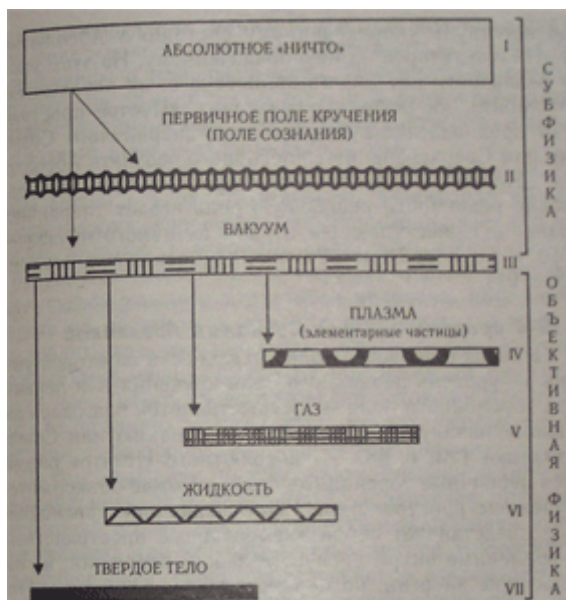 АБСОЛЮТНОЕ «НИЧТО»
I
ПЕРВИЧНОЕ ПОЛЕ КРУЧЕНИЯ
(ПОЛЕ СОЗНАНИЯ)
II
ВАКУУМ
III
ПЛАЗМА
(элементарные частицы)
IV
ГАЗ
V
ЖИДКОСТЬ
VI
ТВЕРДОЕ ТЕЛО
VII
СУБФИЗИКА
ОБЪЕКТИВНАЯ ФИЗИКА